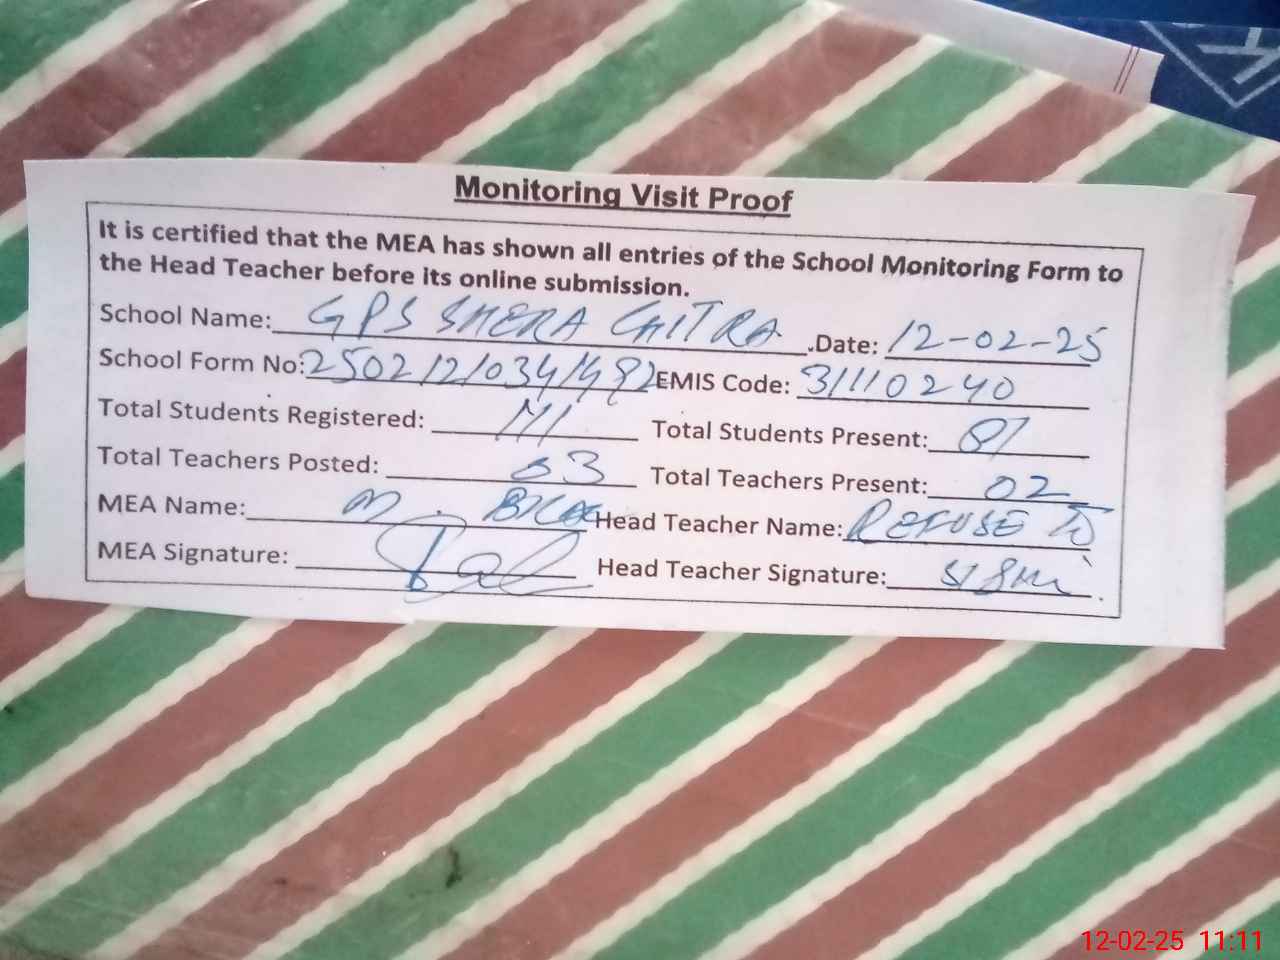 Monitoring Visit Proof
It is certified that the MEA has shown all entries of the School Monitoring Form to
the Head Teacher before its online submission.
School Name: GPS SHERA CHITRA .Date: 12-02-25
School Form No: EMIS Code: 31110240
Total Students Registered: 111 Total Students Present: 87
Total Teachers Posted: 03 Total Teachers Present: 02
MEA Name: M. Head Teacher Name: REFUSE To
MEA Signature: Head Teacher Signature:
12-02-25 11:11